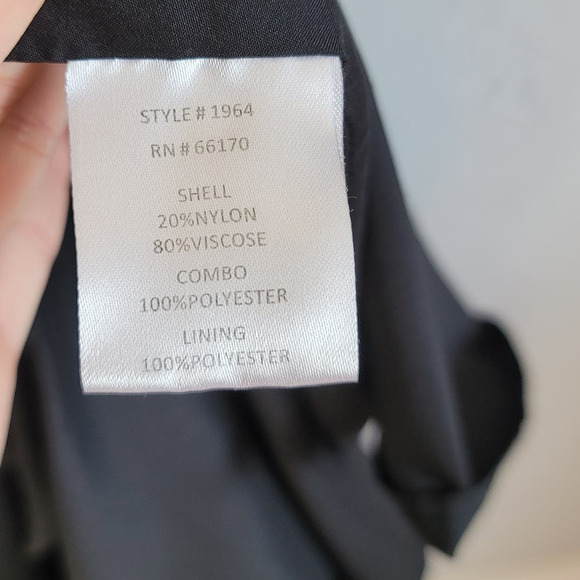 STYLE # 1964
RN # 66170
SHELL
20%NYLON
80%VISCOSE
COMBO
100%POLYESTER
LINING
100%POLYESTER